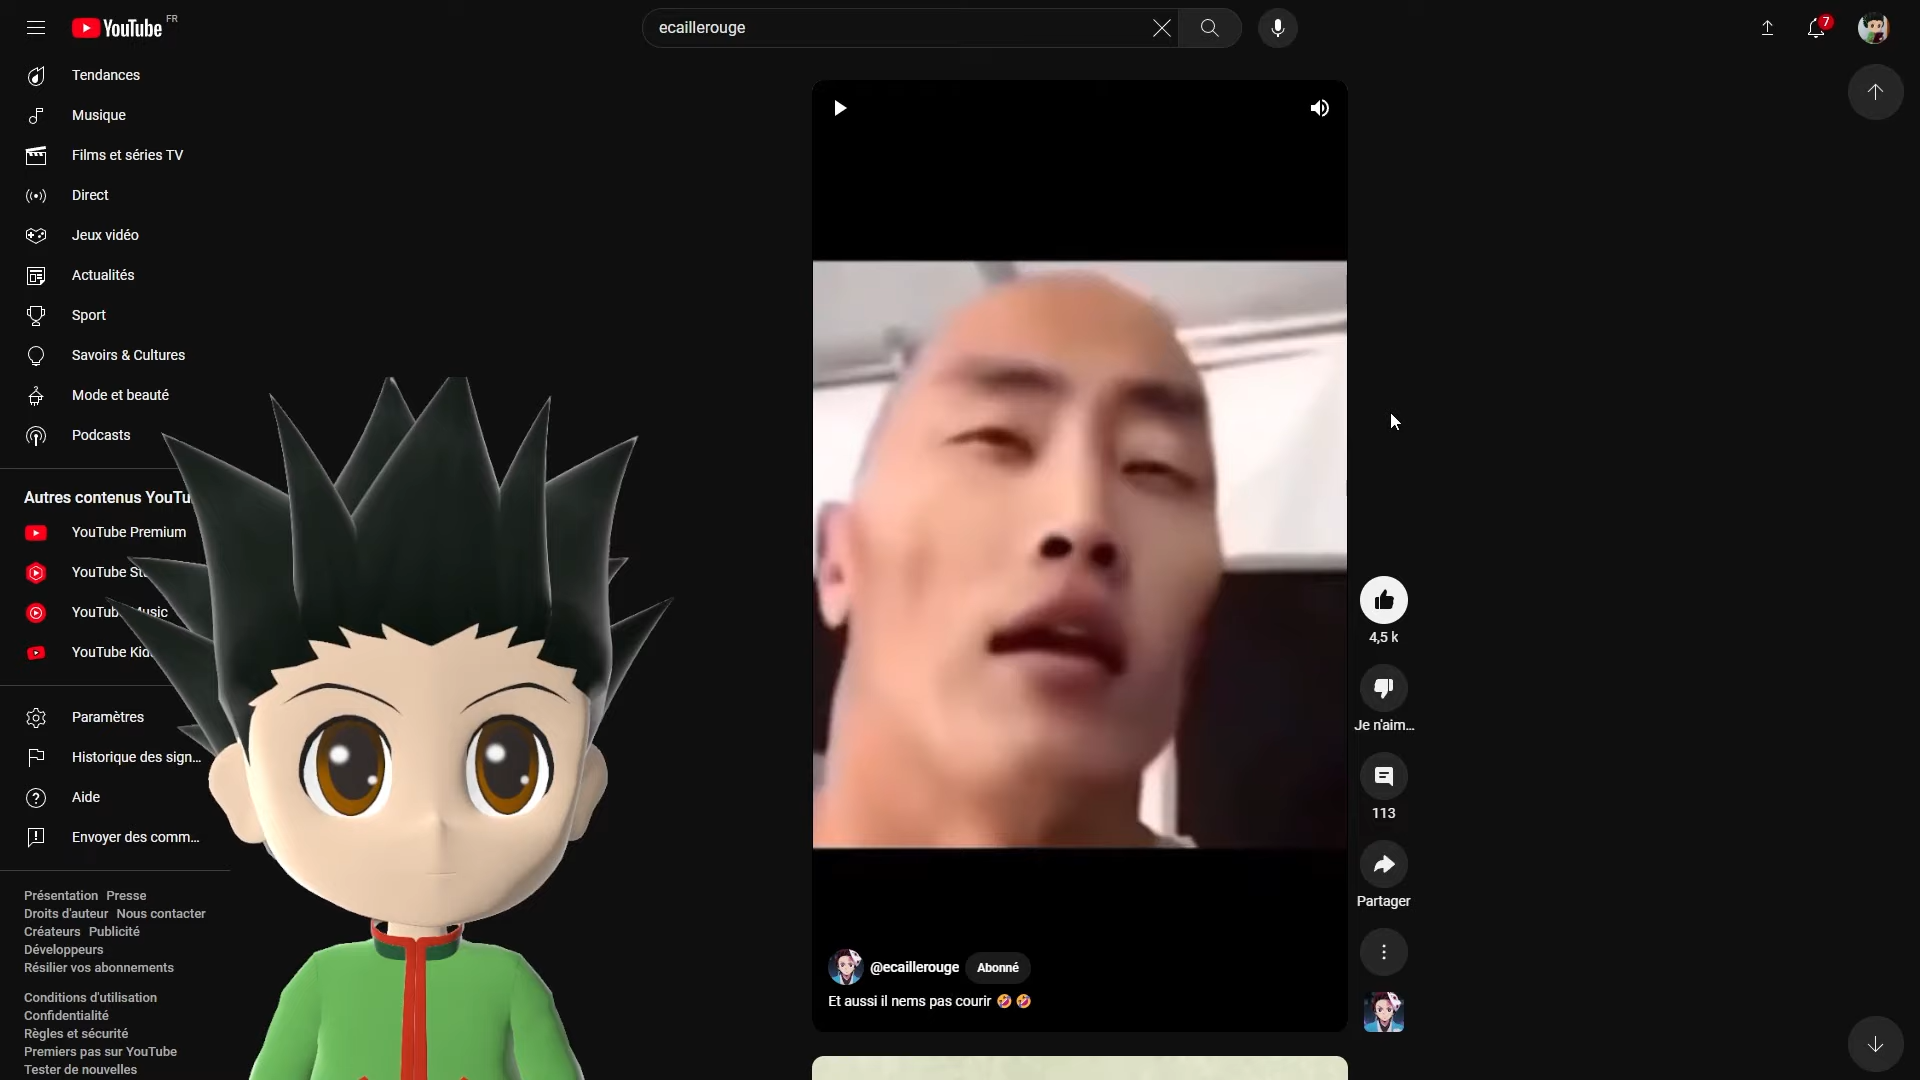 YouTube FR
ecaillerouge
7
Tendances
Musique
Films et séries TV
Direct
Jeux vidéo
Actualités
Sport
Savoirs & Cultures
Mode et beauté
Podcasts
Autres contenus YouTu
YouTube Premium
YouTube St
YouTub usic
YouTube Kid
Paramètres
Historique des sign...
Aide
Envoyer des comm...
Présentation Presse
Droits d'auteur Nous contacter
Créateurs Publicité
Développeurs
Résilier vos abonnements
Conditions d'utilisation
Confidentialité
Règles et sécurité
Premiers pas sur YouTube
Tester de nouvelles
4,5 k
Je n'aim...
113
Partager
@ecaillerouge Abonné
Et aussi il nems pas courir 🤣 🤣